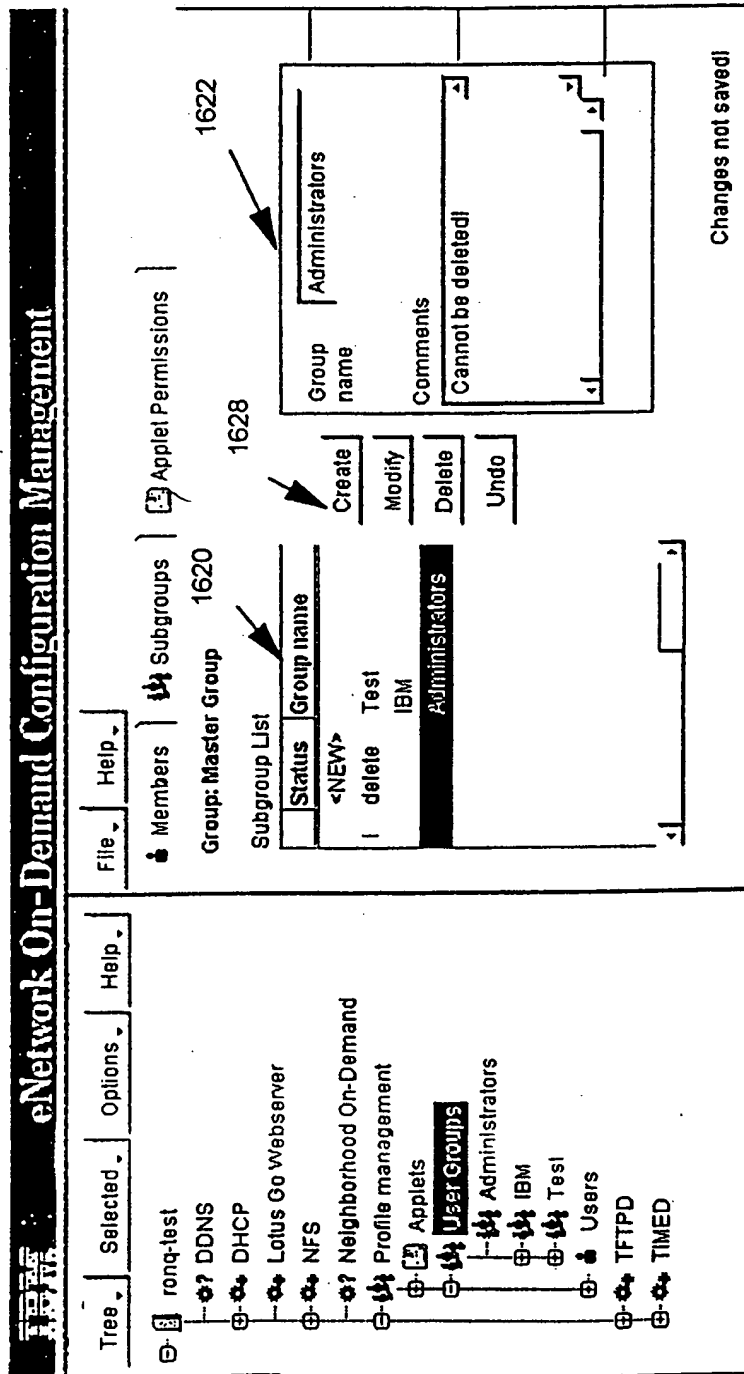 IBM
eNetwork On-Demand Configuration Management
Tree
Selected
Options
Help
ronq-test
DDNS
DHCP
Lotus Go Webserver
NFS
Neighborhood On-Demand
Profile management
Applets
User Groups
Administrators
IBM
Test
Users
TFTPD
TIMED
File
Help
Members
Subgroups
Applet Permissions
Group: Master Group
Subgroup List
1620
Status
Group name
<NEW>
delete Test
IBM
Administrators
1628
Create
Modify
Delete
Undo
1622
Group
name
Administrators
Comments
Cannot be deleted!
Changes not saved!